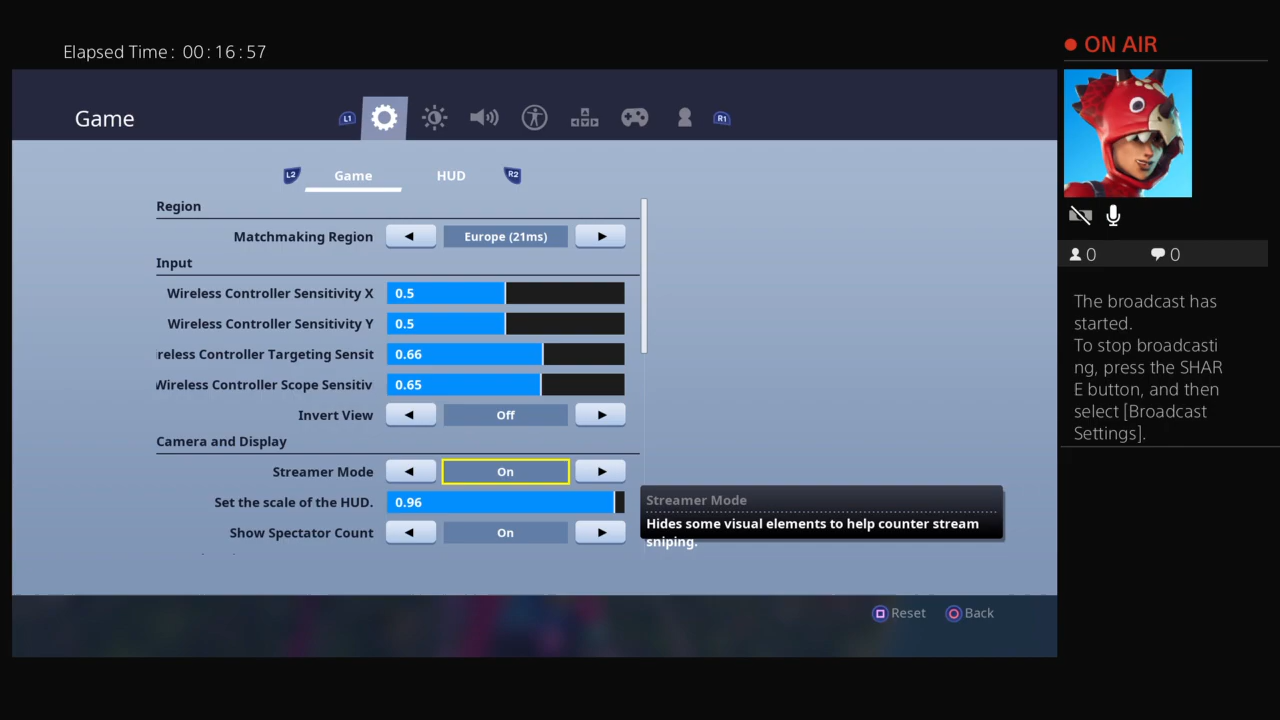 Elapsed Time: 00:16:57
ON AIR
Game
L1
R1
L2
Game
HUD
R2
Region
Matchmaking Region
Europe (21ms)
Input
Wireless Controller Sensitivity X
0.5
Wireless Controller Sensitivity Y
0.5
reless Controller Targeting Sensit
0.66
Wireless Controller Scope Sensitiv
0.65
Invert View
Off
Camera and Display
Streamer Mode
On
Set the scale of the HUD.
0.96
Show Spectator Count
On
Streamer Mode
Hides some visual elements to help counter stream
sniping.
Reset
Back
0
0
The broadcast has
started.
To stop broadcasti
ng, press the SHAR
E button, and then
select [Broadcast
Settings].